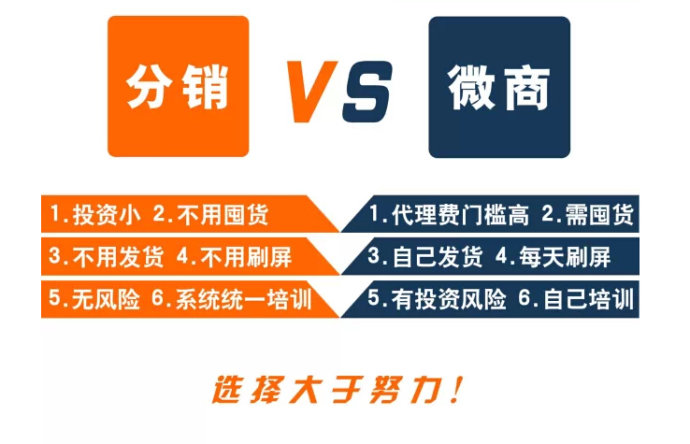 分销 VS 微商
1.投资小 2.不用囤货
1.代理费门槛高 2.需囤货
3.不用发货 4.不用刷屏
3.自己发货 4.每天刷屏
5.无风险 6.系统统一培训
5.有投资风险 6.自己培训
选择大于努力!